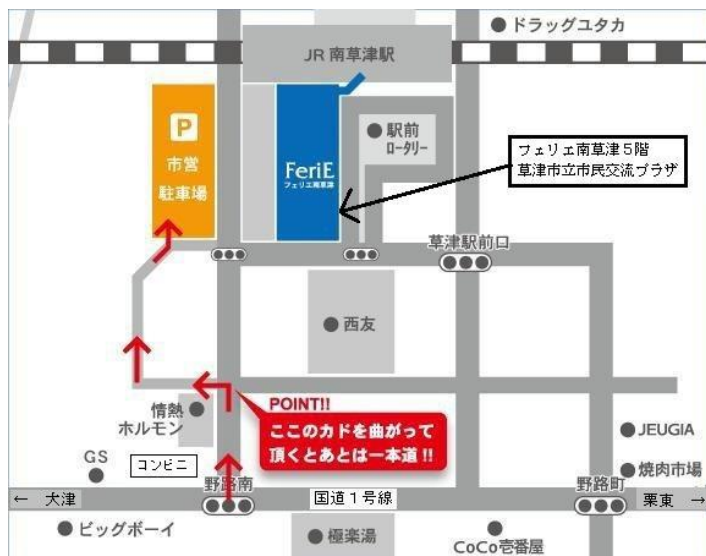 ドラッグユタカ
JR 南草津駅
P
市営
駐車場
FeriE
フェリエ南草津
駅前
ロータリー
フェリエ南草津５階
草津市立市民交流プラザ
草津駅前口
西友
POINT!!
ここのカドを曲がって
頂くとあとは一本道!!
情熱
ホルモン
GS
コンビニ
JEUGIA
焼肉市場
野路南
野路町
← 大津
国道１号線
栗東 →
ビッグボーイ
極楽湯
CoCo壱番屋